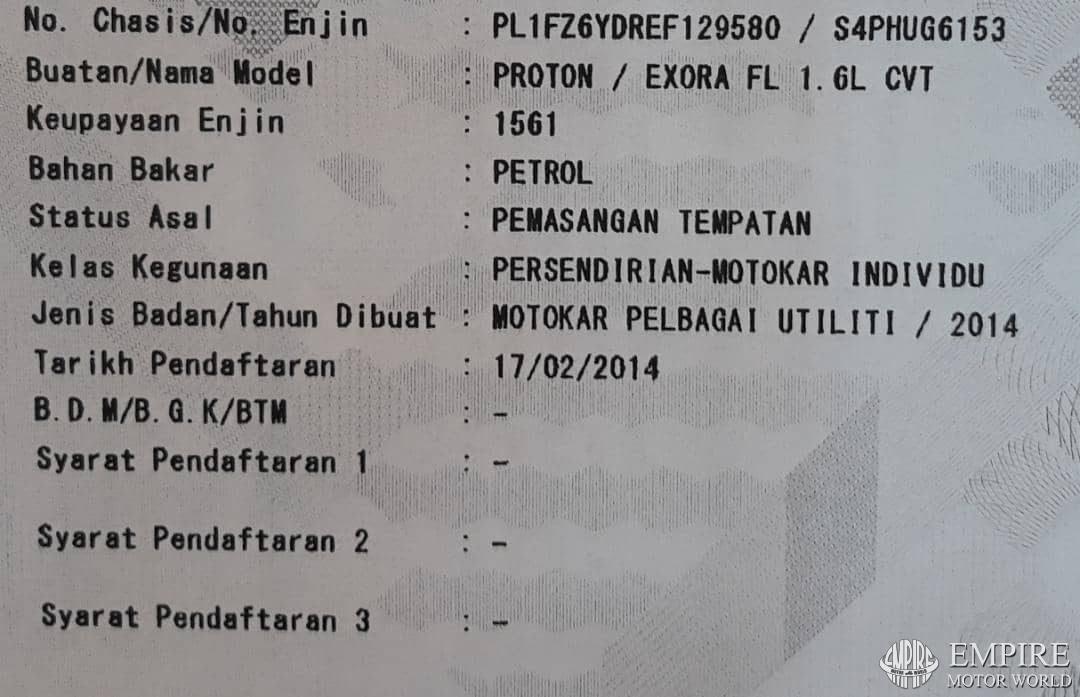 No. Chasis/No. Enjin : PL1FZ6YDREF129580 / S4PHUG6153
Buatan/Nama Model : PROTON / EXORA FL 1.6L CVT
Keupayaan Enjin : 1561
Bahan Bakar : PETROL
Status Asal : PEMASANGAN TEMPATAN
Kelas Kegunaan : PERSENDIRIAN-MOTOKAR INDIVIDU
Jenis Badan/Tahun Dibuat : MOTOKAR PELBAGAI UTILITI / 2014
Tarikh Pendaftaran : 17/02/2014
B.D.M/B.G.K/BTM : -
Syarat Pendaftaran 1 : -
Syarat Pendaftaran 2 : -
Syarat Pendaftaran 3 : -
EMPIRE
EMPIRE
MOTOR WORLD